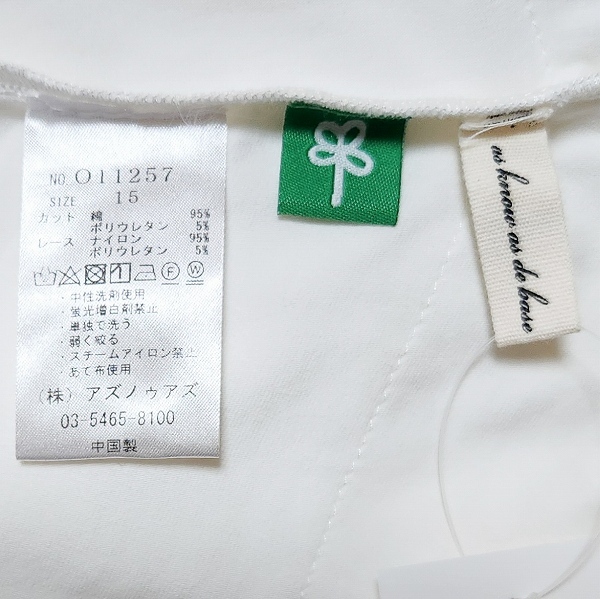 NO. O11257
SIZE 15
カット 綿 95%
ポリウレタン 5%
レース ナイロン 95%
ポリウレタン 5%
・中性洗剤使用
・蛍光増白剤禁止
・単独で洗う
・弱く絞る
・スチームアイロン禁止
・あて布使用
(株) アズノゥアズ
03-5465-8100
中国製
as know as de base